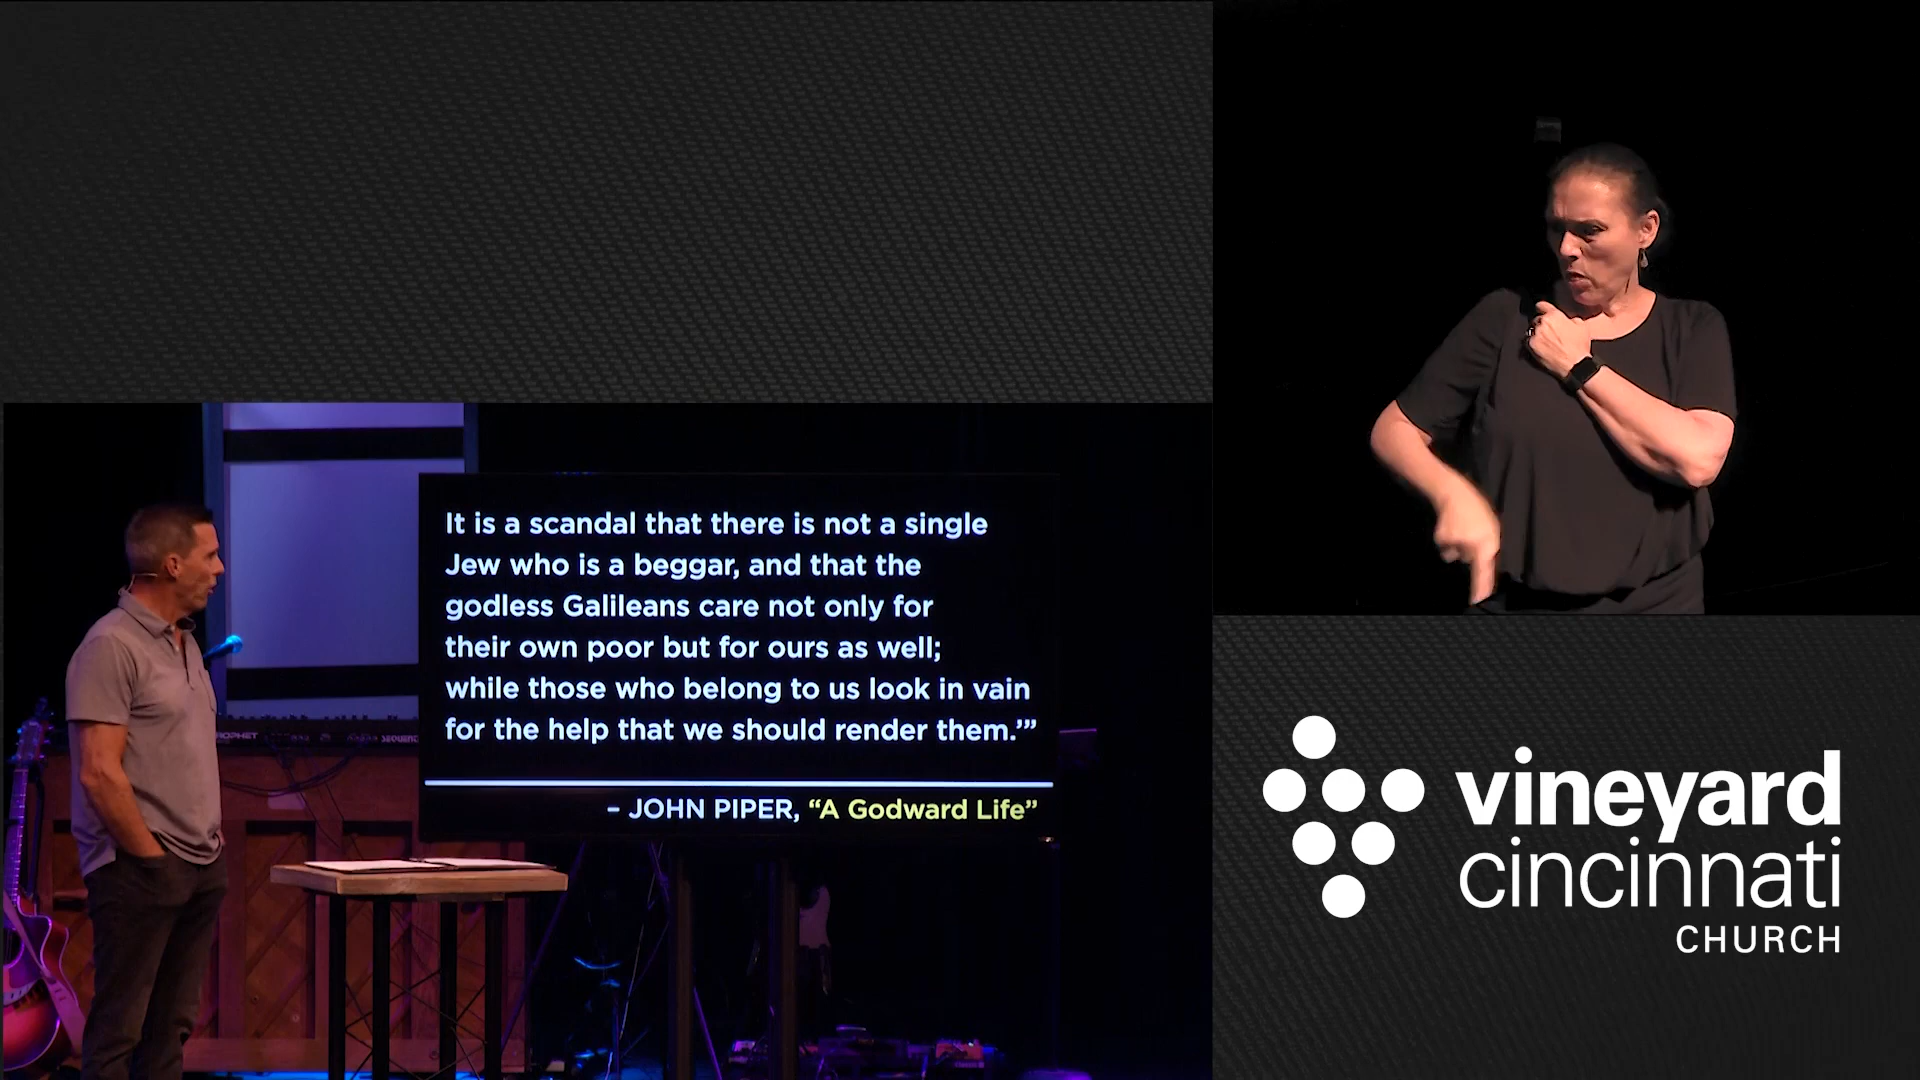 It is a scandal that there is not a single
Jew who is a beggar, and that the
godless Galileans care not only for
their own poor but for ours as well;
while those who belong to us look in vain
for the help that we should render them.’”
– JOHN PIPER, “A Godward Life”
PROPHET
SEQUENT
vineyard
cincinnati
CHURCH